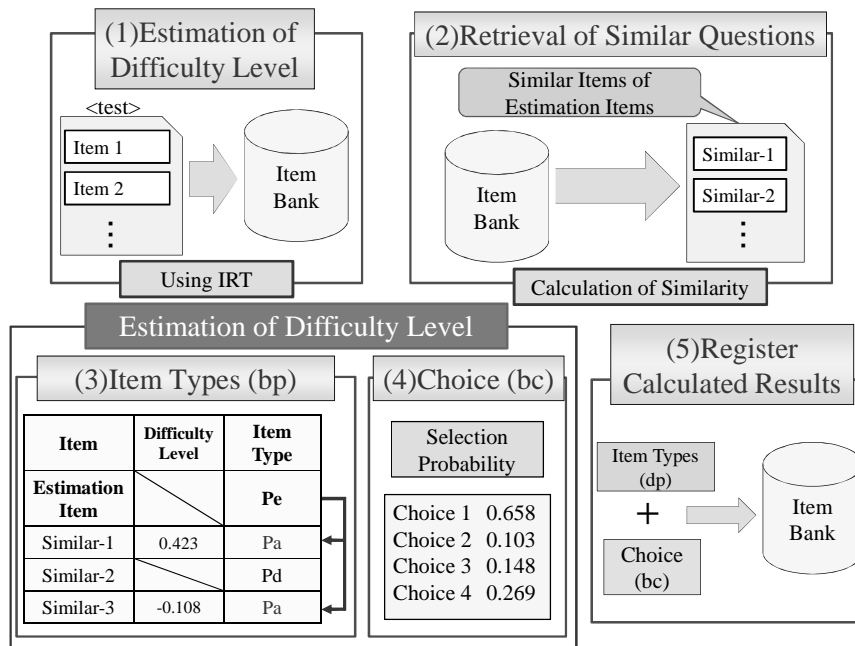 (1)Estimation of
Difficulty Level
<test>
Item 1
Item 2
⋮
Item
Bank
Using IRT
(2)Retrieval of Similar Questions
Similar Items of
Estimation Items
Item
Bank
Similar-1
Similar-2
⋮
Calculation of Similarity
Estimation of Difficulty Level
(3)Item Types (bp)
Item Difficulty Level Item Type
Estimation Item Pe
Similar-1 0.423 Pa
Similar-2 Pd
Similar-3 -0.108 Pa
(4)Choice (bc)
Selection
Probability
Choice 1 0.658
Choice 2 0.103
Choice 3 0.148
Choice 4 0.269
(5)Register
Calculated Results
Item Types
(dp)
+
Choice
(bc)
Item
Bank